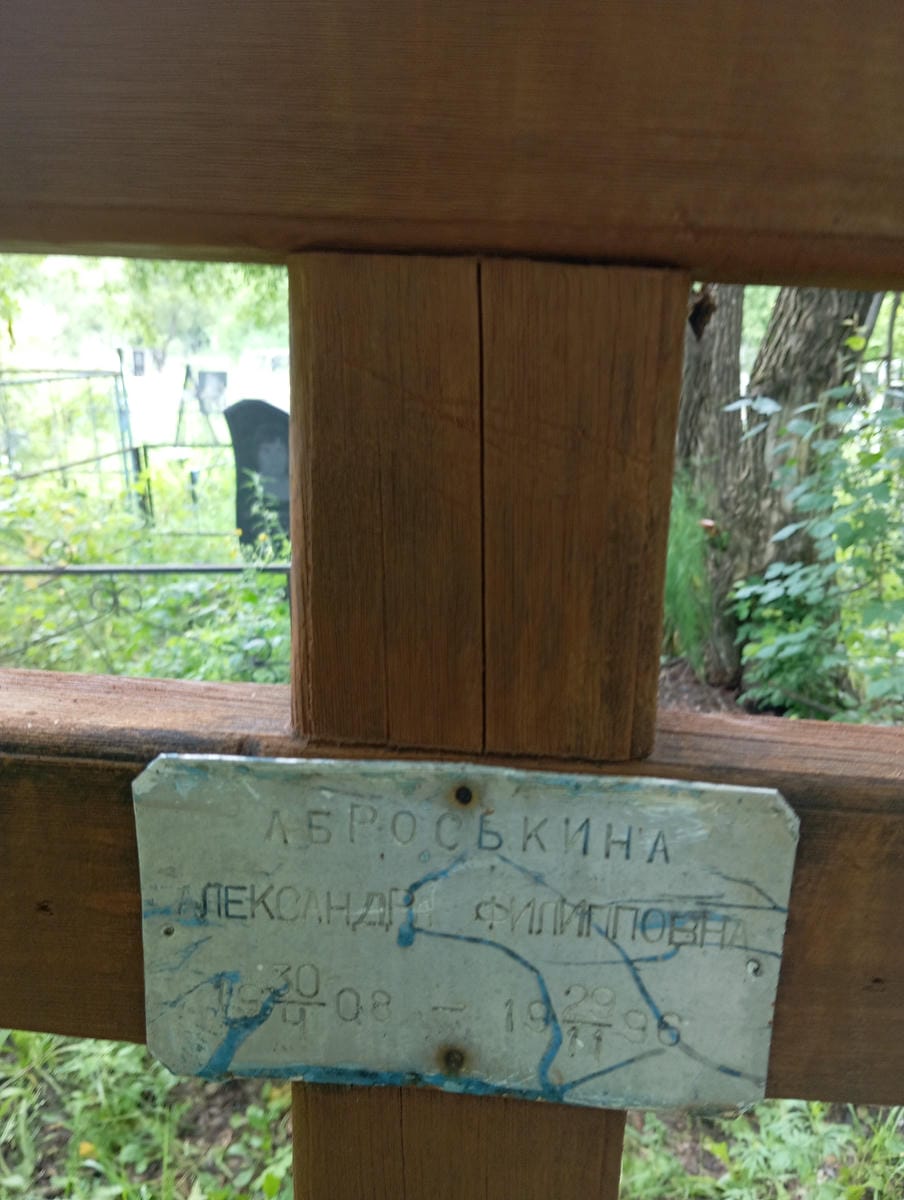 АБРОСЬКИНА
АЛЕКСАНДРА ФИЛИППОВНА
19 30/4 08 – 19 29/11 96